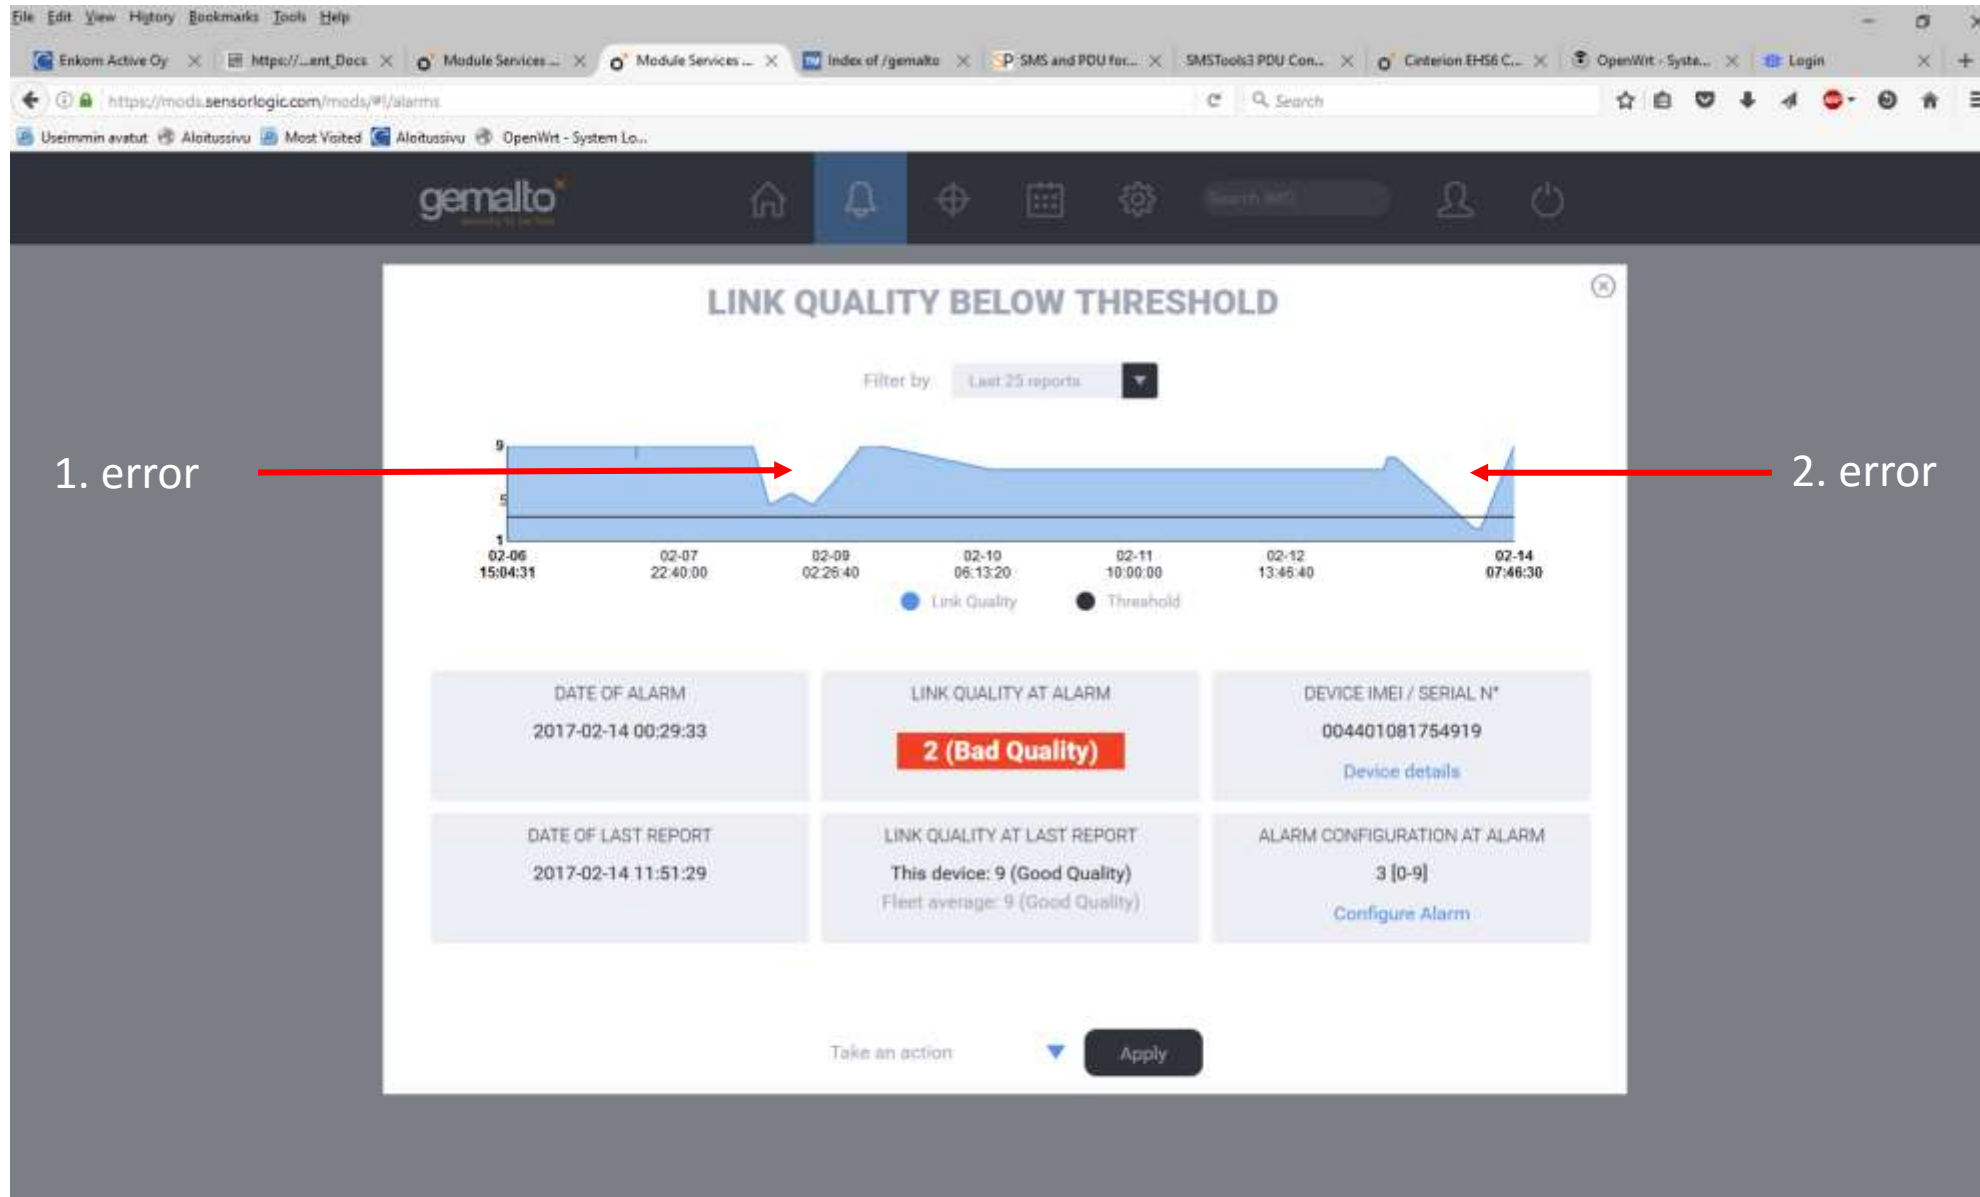 File Edit View History Bookmarks Tools Help
Enkom Active Oy https://...ent_Docs Module Services ... Module Services ... Index of /gemalto SMS and PDU for... SMSTools3 PDU Con... Cinterion EHS6 C... OpenWrt - Syste... Login
https://mods.sensorlogic.com/mods/#!/alarms Search
Useimmin avatut Aloitussivu Most Visited Aloitussivu OpenWrt - System Lo...
gemalto Search IMEI
LINK QUALITY BELOW THRESHOLD
Filter by Last 25 reports
1. error
2. error
9
5
1
02-06 02-07 02-09 02-10 02-11 02-12 02-14
15:04:31 22:40:00 02:26:40 06:13:20 10:00:00 13:46:40 07:46:30
Link Quality Threshold
DATE OF ALARM
2017-02-14 00:29:33
LINK QUALITY AT ALARM
2 (Bad Quality)
DEVICE IMEI / SERIAL N°
004401081754919
Device details
DATE OF LAST REPORT
2017-02-14 11:51:29
LINK QUALITY AT LAST REPORT
This device: 9 (Good Quality)
Fleet average: 9 (Good Quality)
ALARM CONFIGURATION AT ALARM
3 [0-9]
Configure Alarm
Take an action Apply